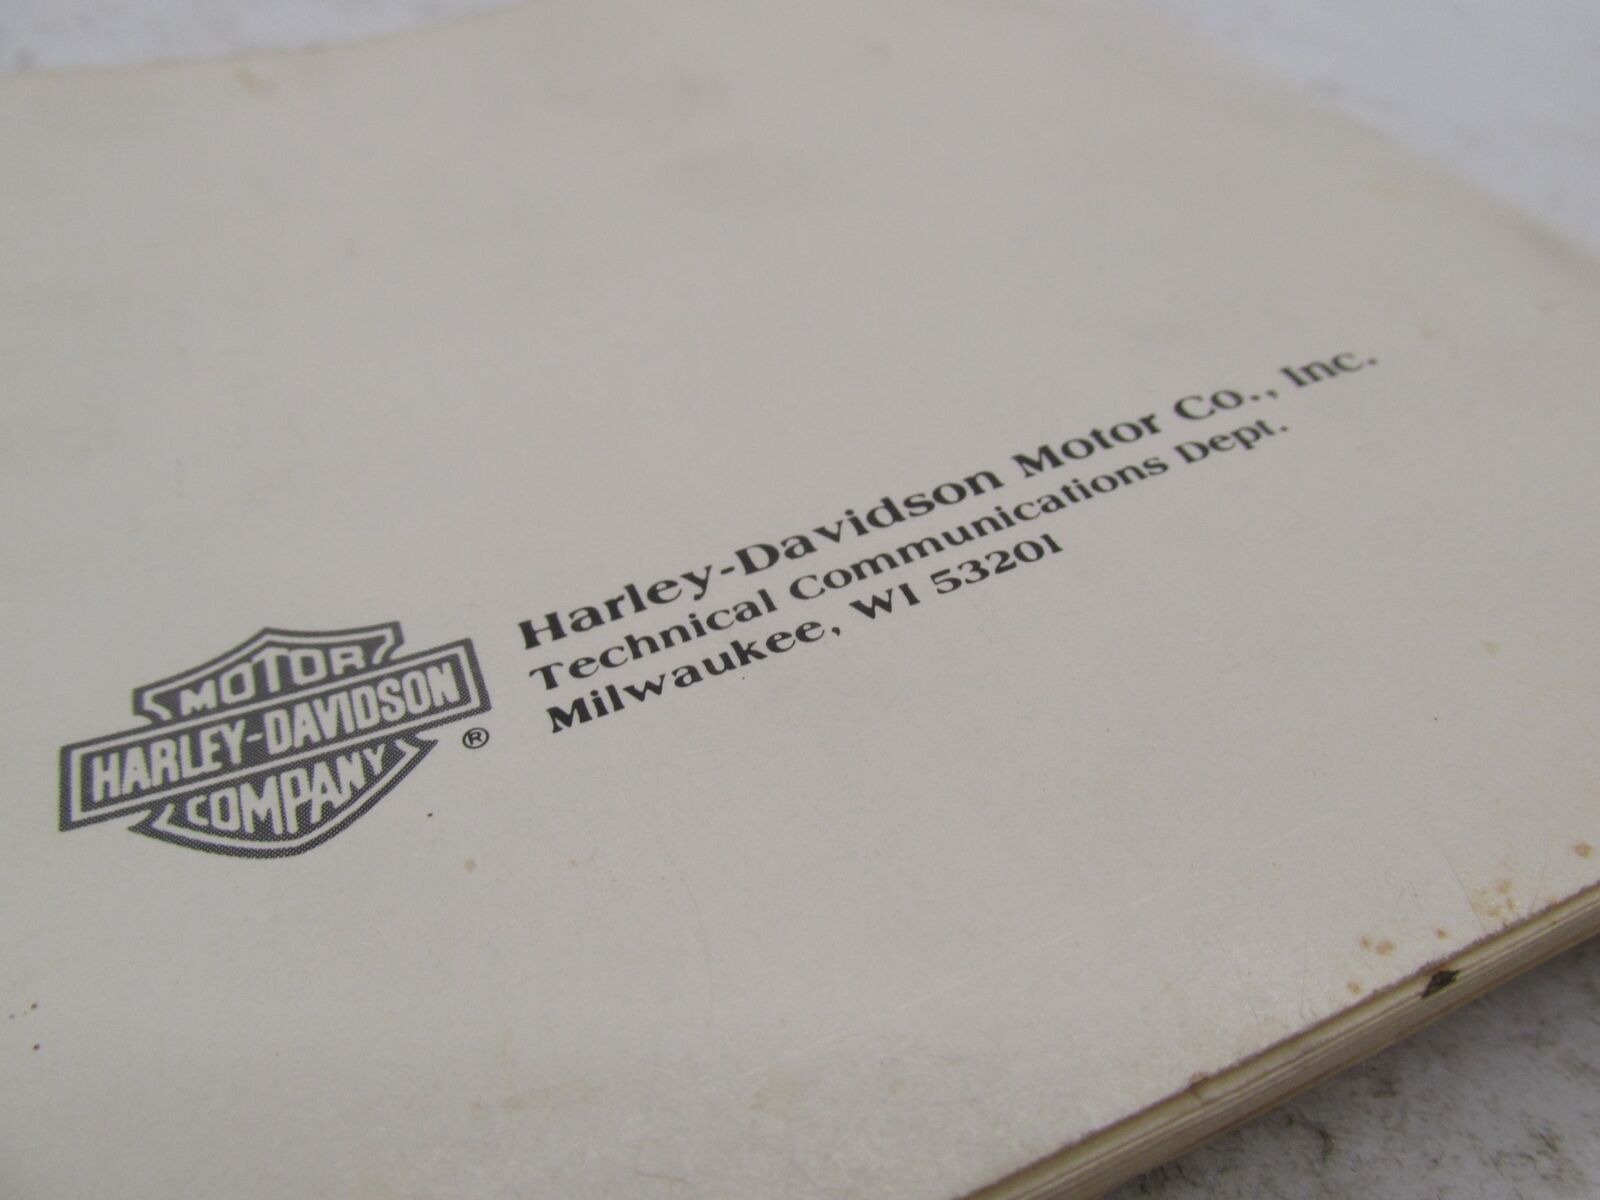 MOTOR
HARLEY-DAVIDSON
COMPANY
®
Harley-Davidson Motor Co., Inc.
Technical Communications Dept.
Milwaukee, WI 53201